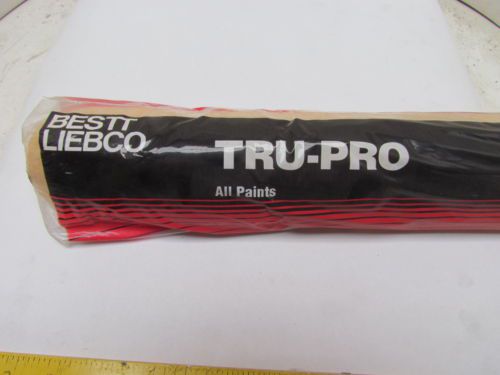 BESTT
LIEBCO
TRU-PRO
All Paints